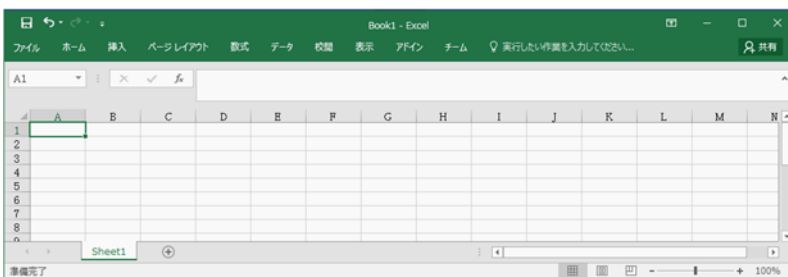 Book1 - Excel
ファイル ホーム 挿入 ページ レイアウト 数式 データ 校閲 表示 アドイン チーム 実行したい作業を入力してください... 共有
A1 fx
A B C D E F G H I J K L M N
1
2
3
4
5
6
7
8
9
Sheet1
準備完了 100%